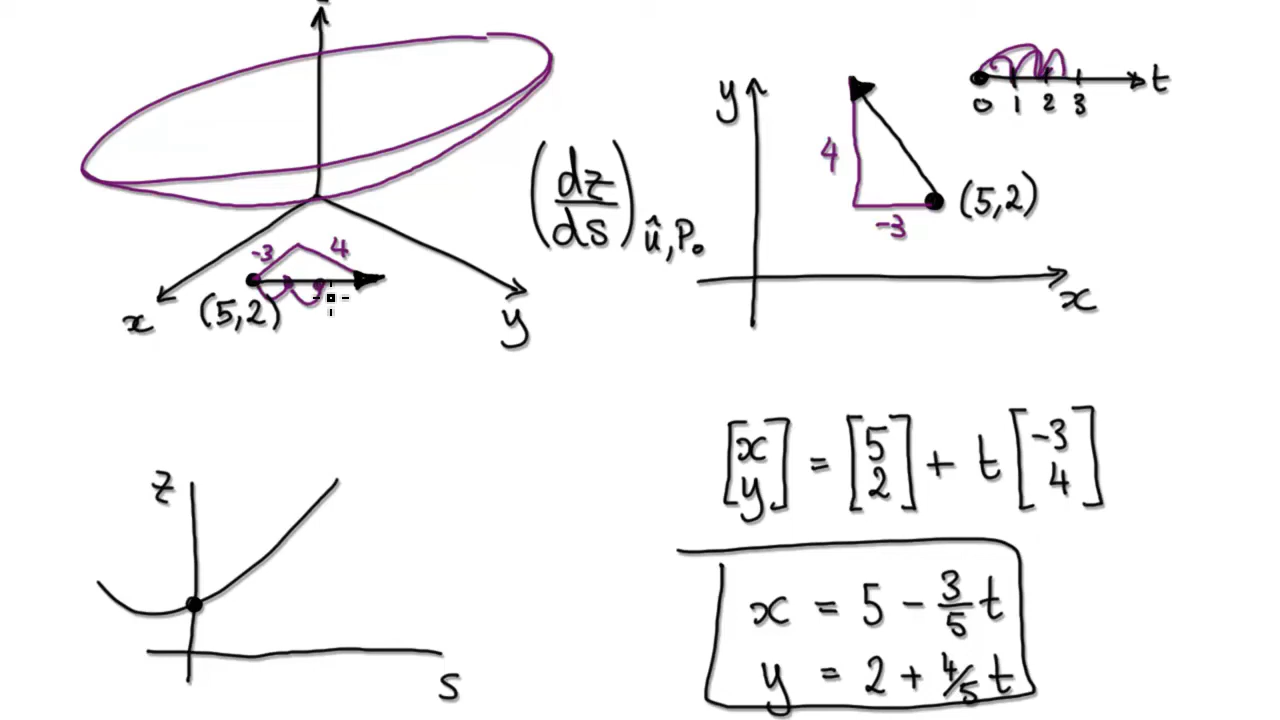 -3
4
(5,2)
x
y
(dz/ds)û,P₀
y
4
-3
(5,2)
x
0 1 2 3 t
z
s
[x y] = [5 2] + t [-3 4]
x = 5 - 3/5 t
y = 2 + 4/5 t